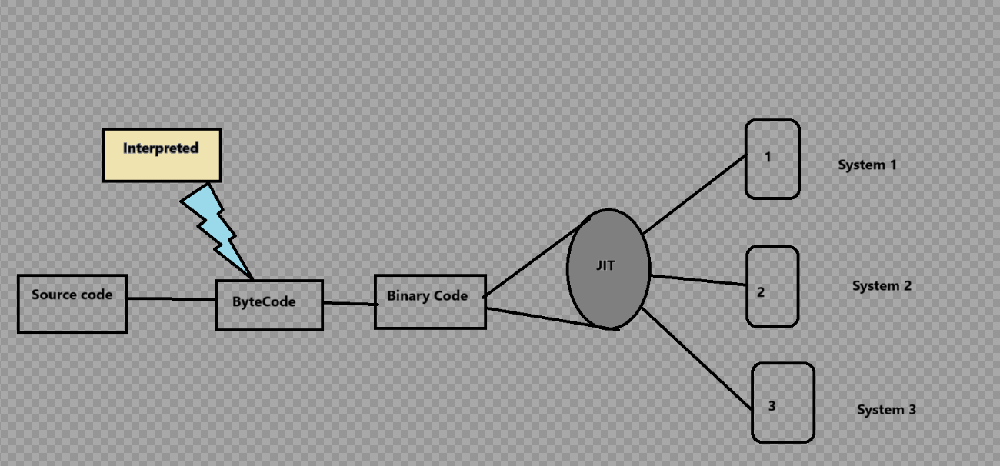 Interpreted
Source code
ByteCode
Binary Code
JIT
1
System 1
2
System 2
3
System 3